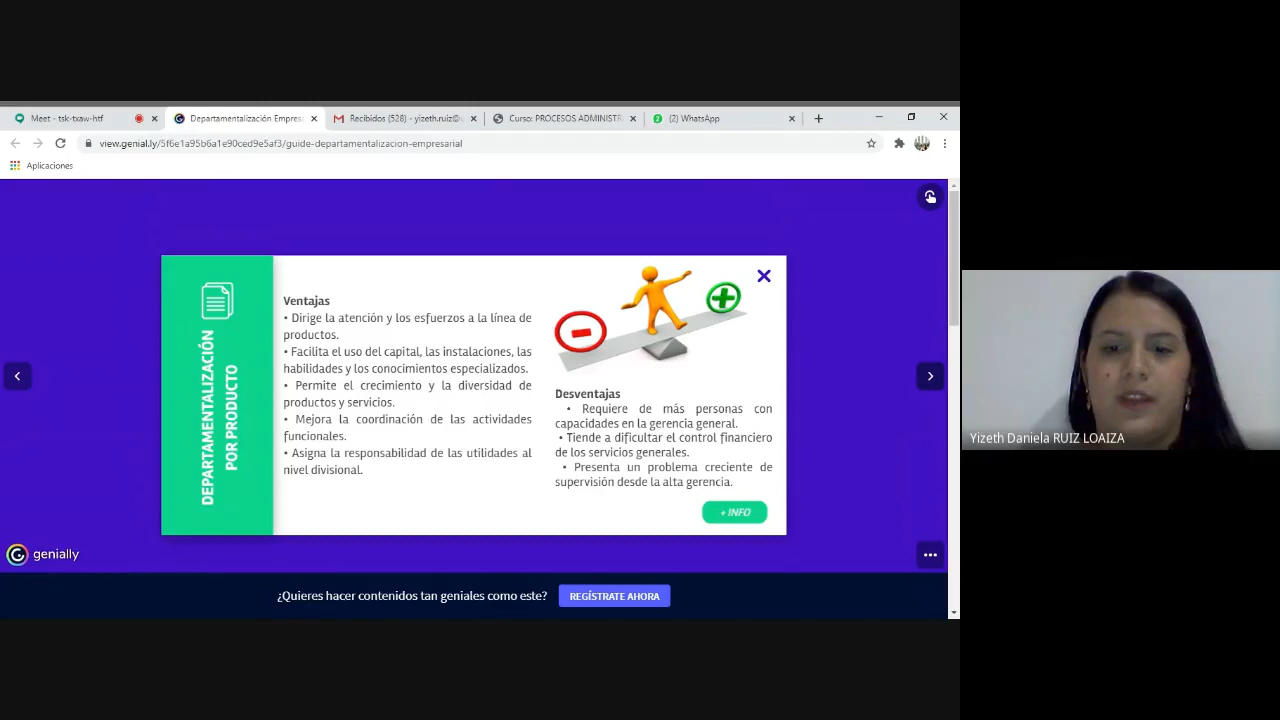 Meet - tsk-txaw-htf
Departamentalización Empres
Recibidos (528) - yizeth.ruiz@u
Curso: PROCESOS ADMINISTR
(2) WhatsApp
view.genial.ly/5f6e1a95b6a1e90ced9e5af3/guide-departamentalizacion-empresarial
Aplicaciones
DEPARTAMENTALIZACIÓN
POR PRODUCTO
Ventajas
• Dirige la atención y los esfuerzos a la línea de
productos.
• Facilita el uso del capital, las instalaciones, las
habilidades y los conocimientos especializados.
• Permite el crecimiento y la diversidad de
productos y servicios.
• Mejora la coordinación de las actividades
funcionales.
• Asigna la responsabilidad de las utilidades al
nivel divisional.
Desventajas
• Requiere de más personas con
capacidades en la gerencia general.
• Tiende a dificultar el control financiero
de los servicios generales.
• Presenta un problema creciente de
supervisión desde la alta gerencia.
+ INFO
genially
¿Quieres hacer contenidos tan geniales como este?
REGÍSTRATE AHORA
Yizeth Daniela RUIZ LOAIZA